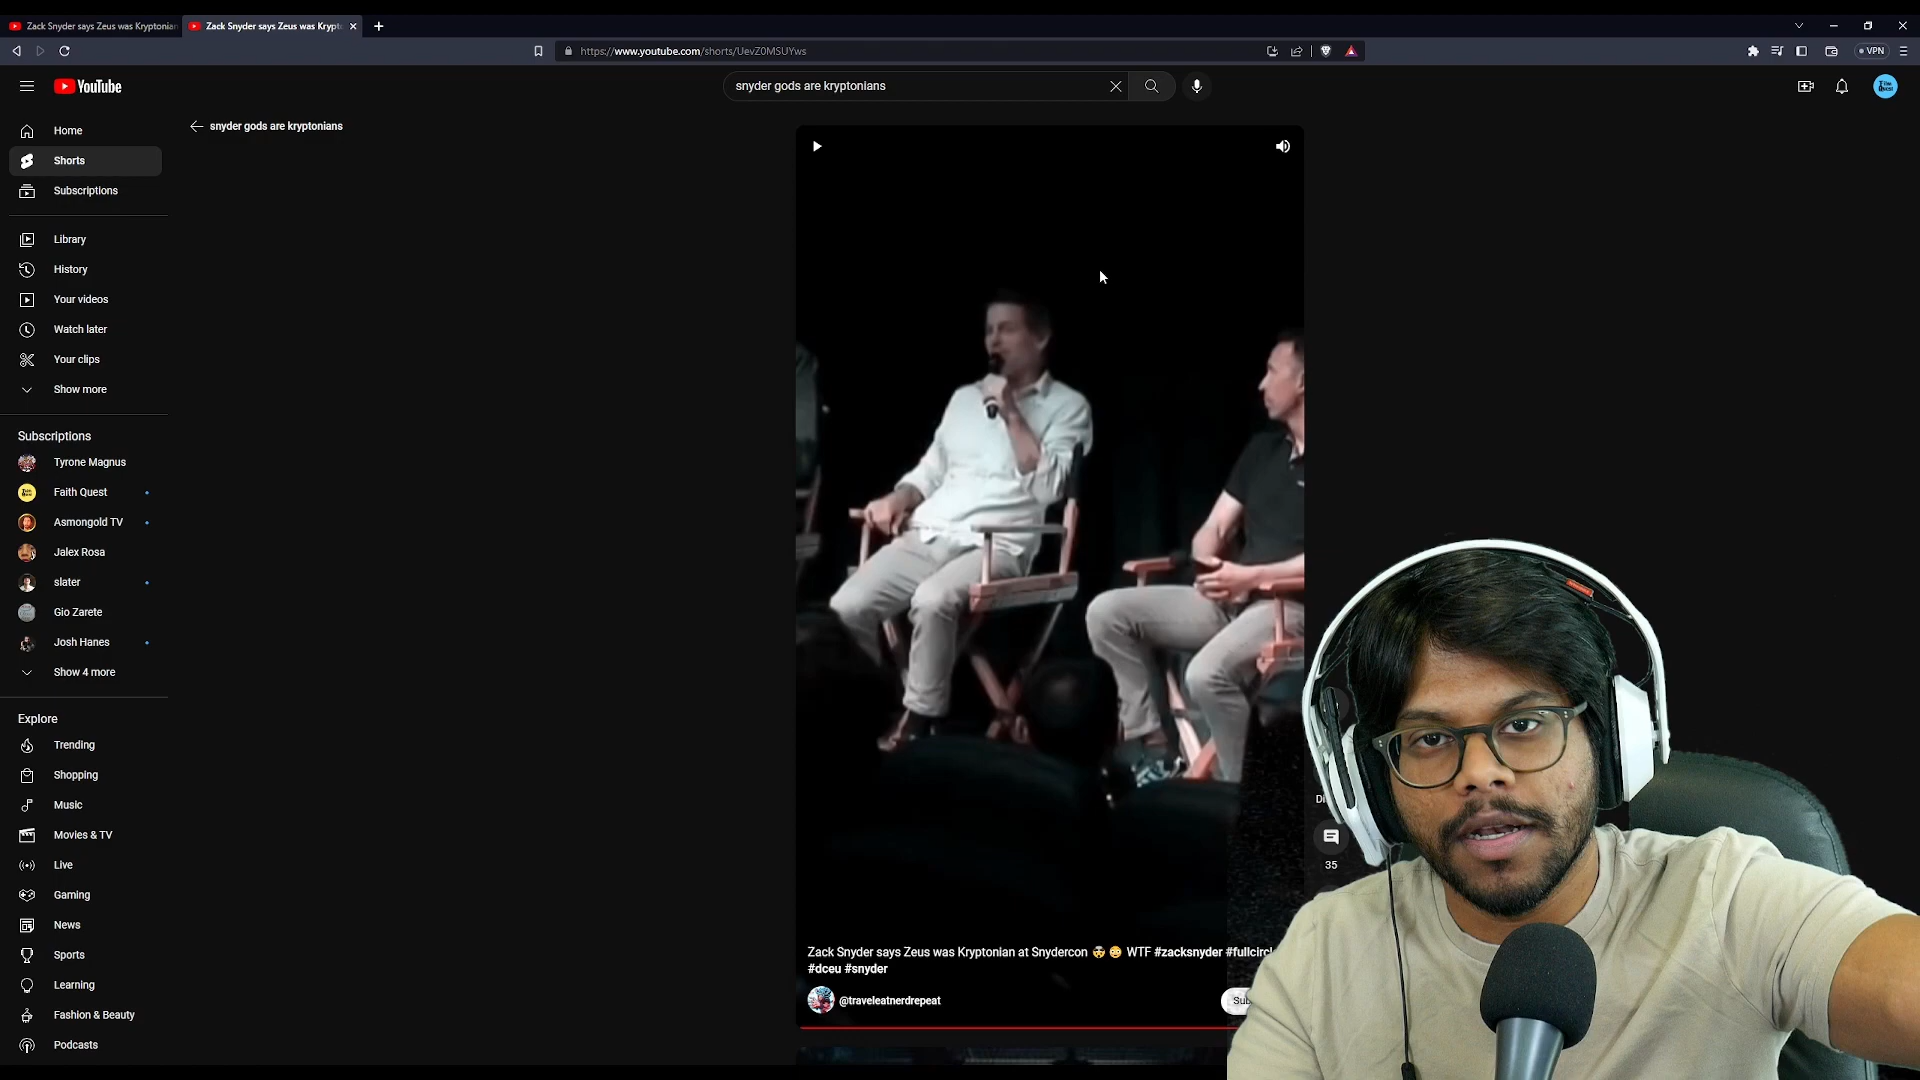 Zack Snyder says Zeus was Kryptonian
Zack Snyder says Zeus was Krypto
VPN
https://www.youtube.com/shorts/UevZ0MSUYws
YouTube
snyder gods are kryptonians
snyder gods are kryptonians
Home
Shorts
Subscriptions
Library
History
Your videos
Watch later
Your clips
Show more
Subscriptions
Tyrone Magnus
Faith Quest
Asmongold TV
Jalex Rosa
slater
Gio Zarete
Josh Hanes
Show 4 more
Explore
Trending
Shopping
Music
Movies & TV
Live
Gaming
News
Sports
Learning
Fashion & Beauty
Podcasts
35
Zack Snyder says Zeus was Kryptonian at Snydercon 🤯😳 WTF #zacksnyder #fullcircl
#dceu #snyder
@traveleatnerdrepeat
Sub